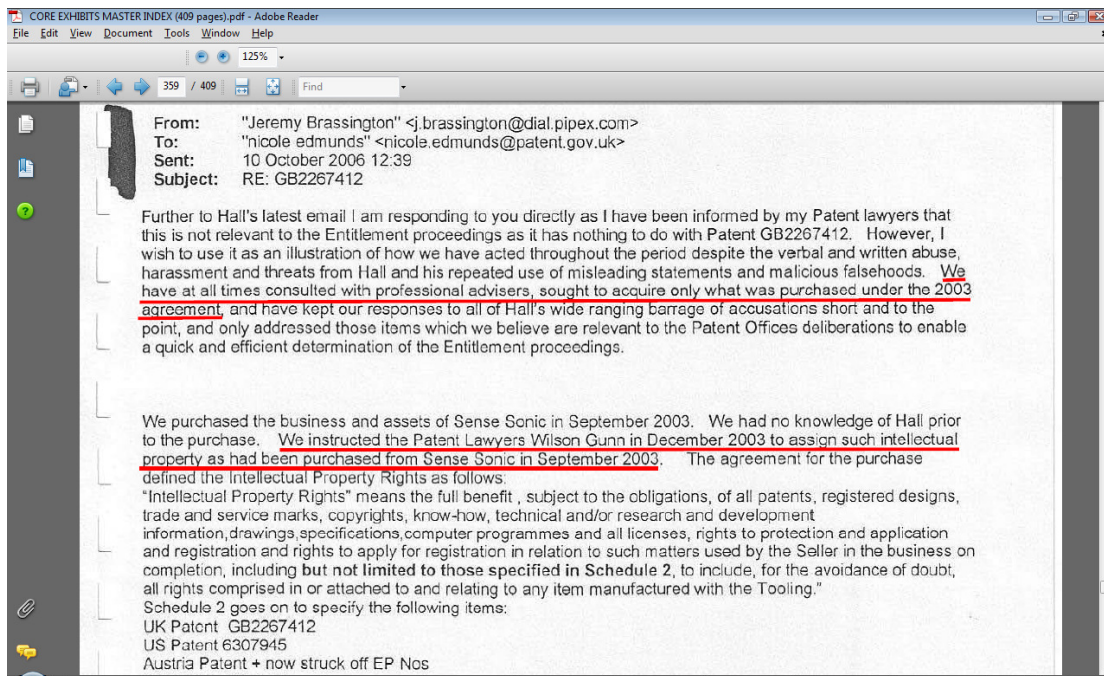 CORE EXHIBITS MASTER INDEX (409 pages).pdf - Adobe Reader
File Edit View Document Tools Window Help
125%
359 / 409 Find
From: "Jeremy Brassington" <j.brassington@dial.pipex.com>
To: "nicole edmunds" <nicole.edmunds@patent.gov.uk>
Sent: 10 October 2006 12:39
Subject: RE: GB2267412
Further to Hall's latest email I am responding to you directly as I have been informed by my Patent lawyers that
this is not relevant to the Entitlement proceedings as it has nothing to do with Patent GB2267412. However, I
wish to use it as an illustration of how we have acted throughout the period despite the verbal and written abuse,
harassment and threats from Hall and his repeated use of misleading statements and malicious falsehoods. We
have at all times consulted with professional advisers, sought to acquire only what was purchased under the 2003
agreement, and have kept our responses to all of Hall's wide ranging barrage of accusations short and to the
point, and only addressed those items which we believe are relevant to the Patent Offices deliberations to enable
a quick and efficient determination of the Entitlement proceedings.
We purchased the business and assets of Sense Sonic in September 2003. We had no knowledge of Hall prior
to the purchase. We instructed the Patent Lawyers Wilson Gunn in December 2003 to assign such intellectual
property as had been purchased from Sense Sonic in September 2003. The agreement for the purchase
defined the Intellectual Property Rights as follows:
"Intellectual Property Rights" means the full benefit , subject to the obligations, of all patents, registered designs,
trade and service marks, copyrights, know-how, technical and/or research and development
information,drawings,specifications,computer programmes and all licenses, rights to protection and application
and registration and rights to apply for registration in relation to such matters used by the Seller in the business on
completion, including but not limited to those specified in Schedule 2, to include, for the avoidance of doubt,
all rights comprised in or attached to and relating to any item manufactured with the Tooling."
Schedule 2 goes on to specify the following items:
UK Patent GB2267412
US Patent 6307945
Austria Patent + now struck off EP Nos